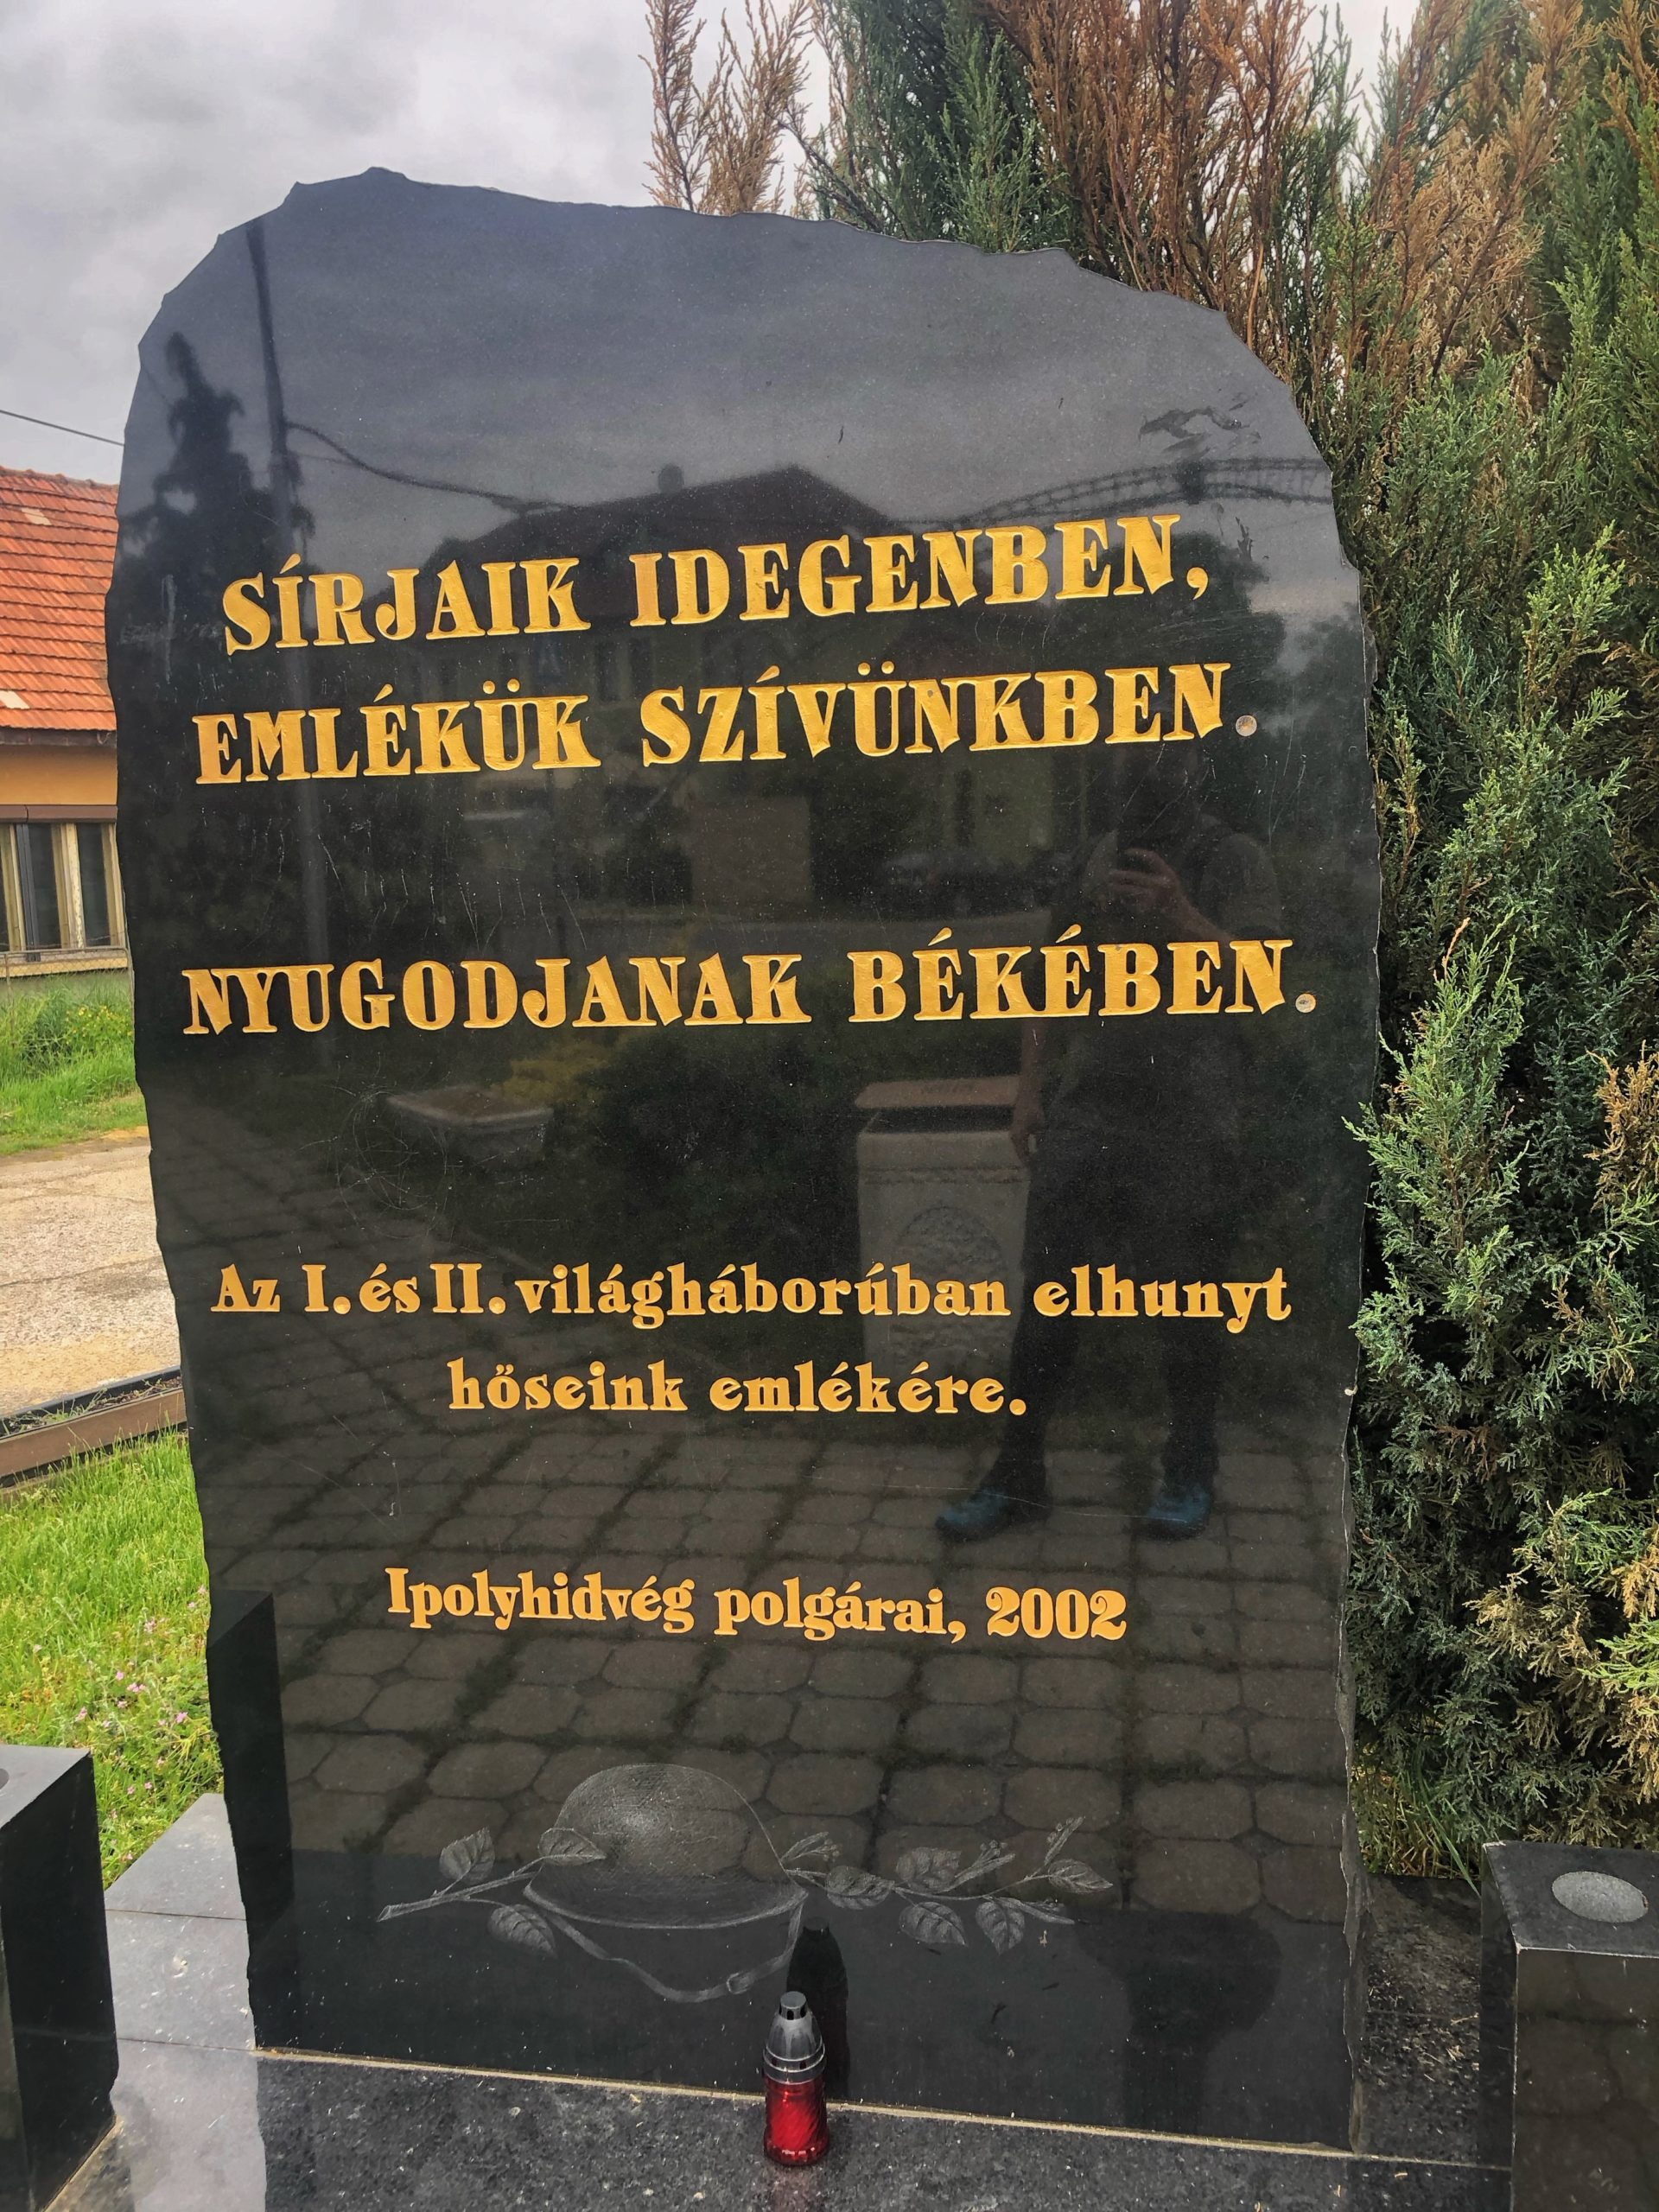 SÍRJAIK IDEGENBEN,
EMLÉKÜK SZÍVÜNKBEN.
NYUGODJANAK BÉKÉBEN.
Az I. és II. világháborúban elhunyt
hőseink emlékére.
Ipolyhidvég polgárai, 2002